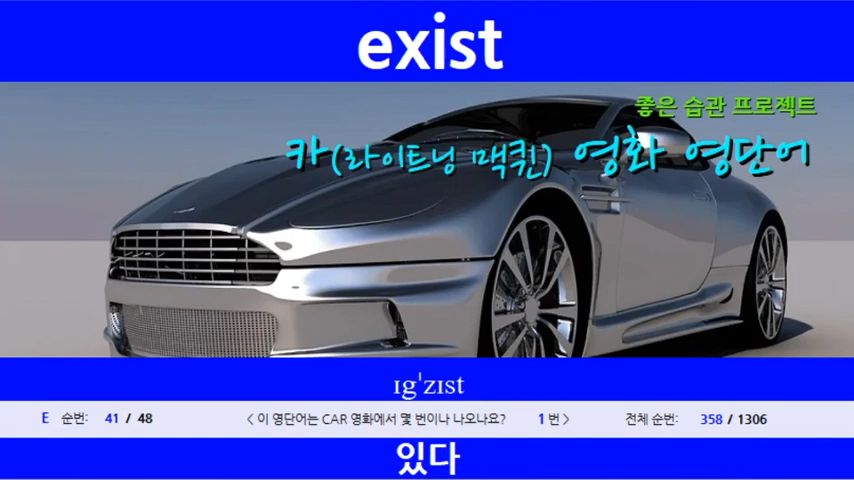 exist
좋은 습관 프로젝트
카(라이트닝 맥퀸) 영화 영단어
ɪgˈzɪst
E 순번: 41 / 48 < 이 영단어는 CAR 영화에서 몇 번이나 나오나요? 1 번 > 전체 순번: 358 / 1306
있다